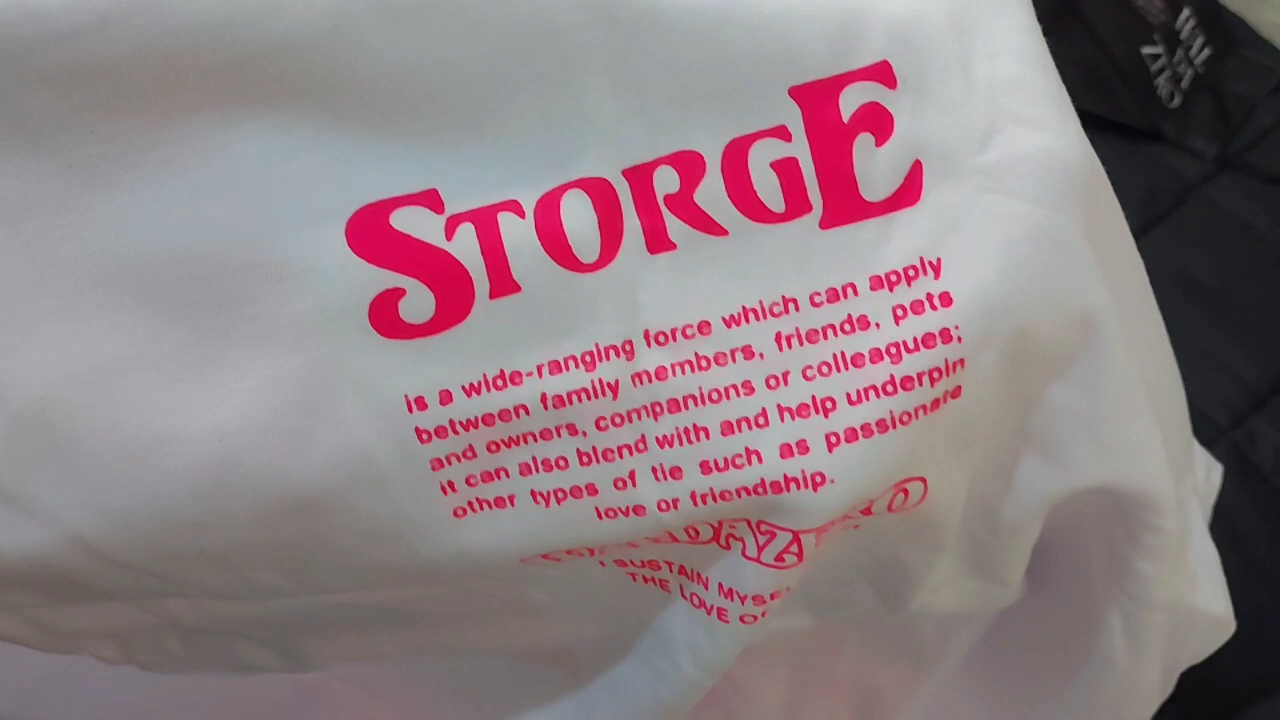 STORGE
is a wide-ranging force which can apply
between family members, friends, pets
and owners, companions or colleagues;
it can also blend with and help underpin
other types of tie such as passionate
love or friendship.
I SUSTAIN
THE LOVE